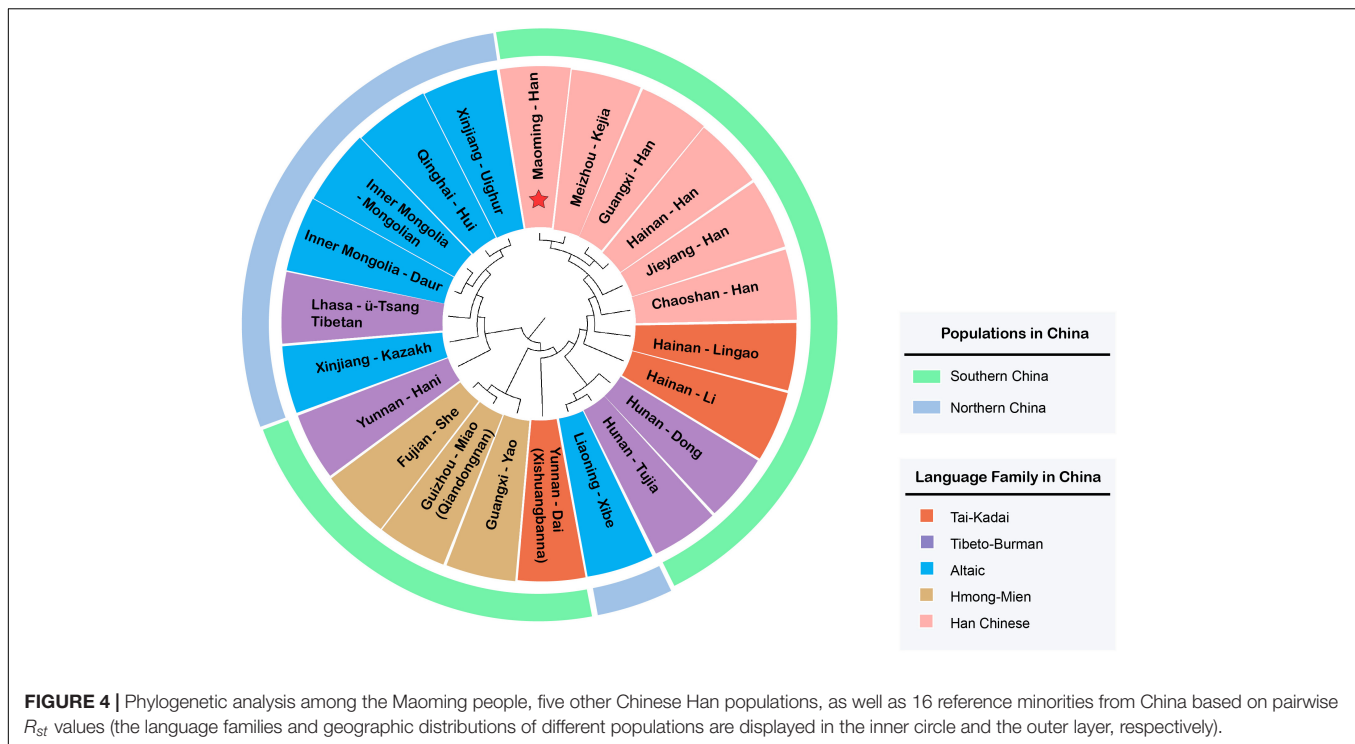 Maoming - Han
Meizhou - Kejia
Guangxi - Han
Hainan - Han
Jieyang - Han
Chaoshan - Han
Hainan - Lingao
Hainan - Li
Hunan - Dong
Hunan - Tujia
Liaoning - Xibe
Yunnan - Dai
(Xishuangbanna)
Guangxi - Yao
Guizhou - Miao
(Qiandongnan)
Fujian - She
Yunnan - Hani
Xinjiang - Kazakh
Lhasa - ü-Tsang
Tibetan
Inner Mongolia - Daur
Inner Mongolia
- Mongolian
Qinghai - Hui
Xinjiang - Uighur
Populations in China
Southern China
Northern China
Language Family in China
Tai-Kadai
Tibeto-Burman
Altaic
Hmong-Mien
Han Chinese
FIGURE 4 | Phylogenetic analysis among the Maoming people, five other Chinese Han populations, as well as 16 reference minorities from China based on pairwise
Rst values (the language families and geographic distributions of different populations are displayed in the inner circle and the outer layer, respectively).